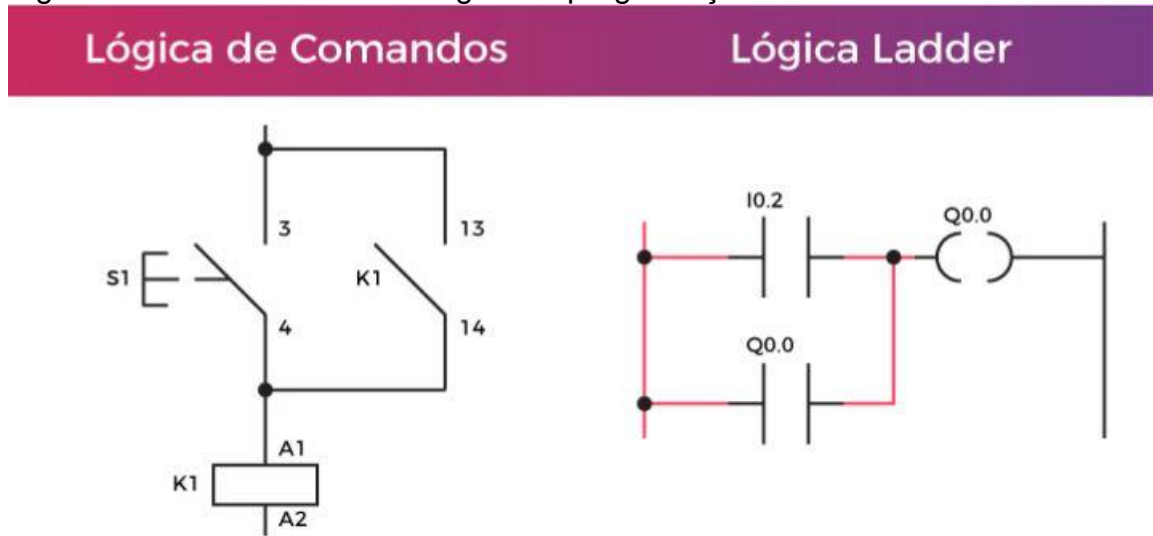 Lógica de Comandos
Lógica Ladder
3
13
S1
K1
4
14
A1
K1
A2
I0.2
Q0.0
Q0.0